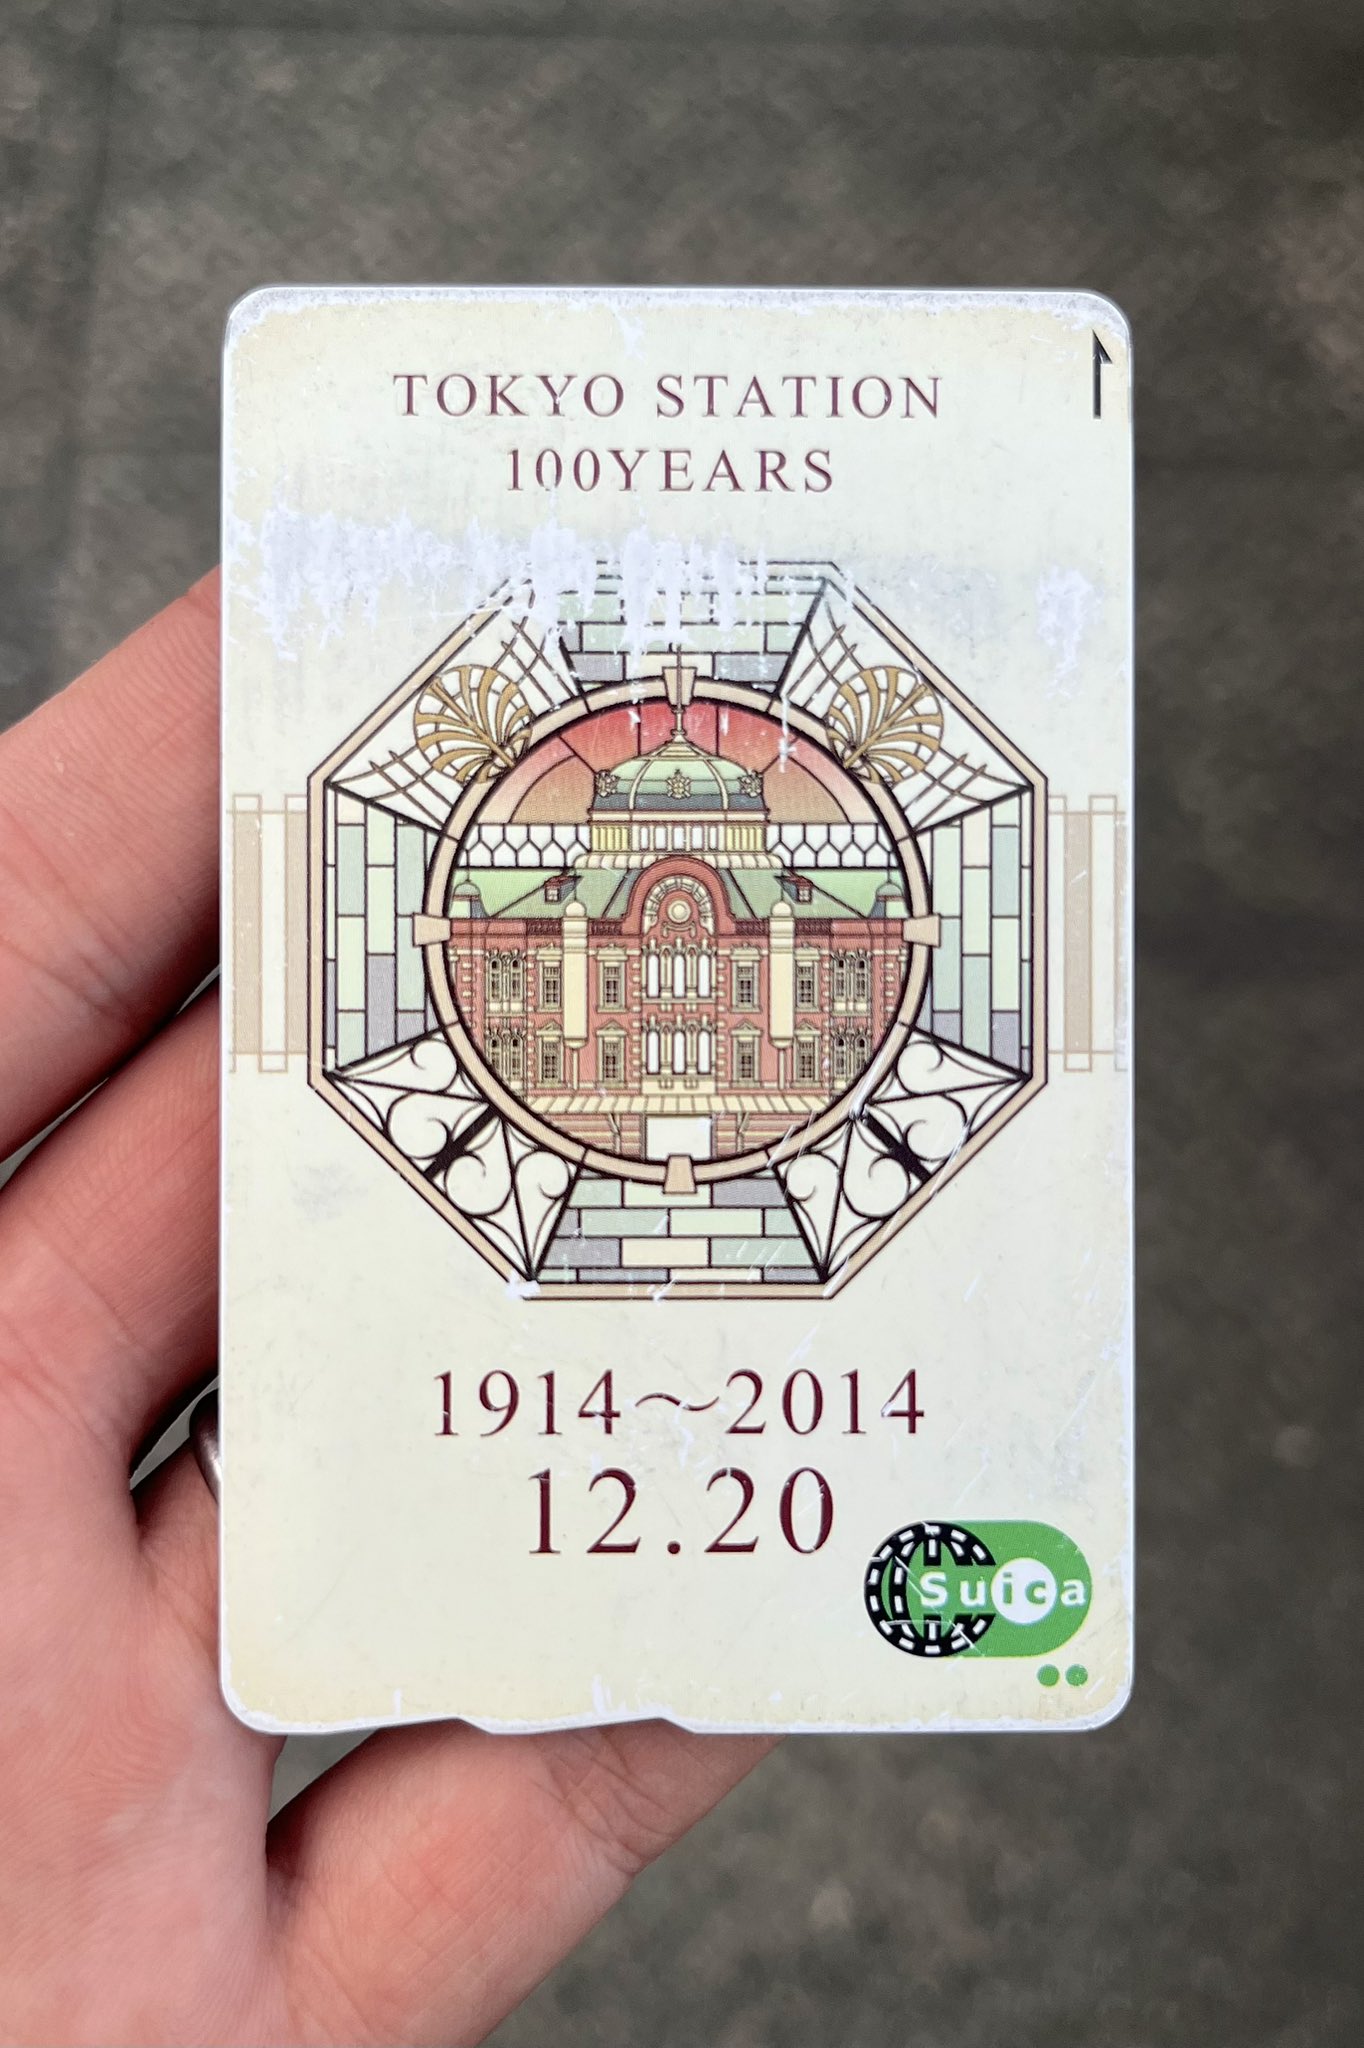 TOKYO STATION
100YEARS
1914～2014
12.20
Suica